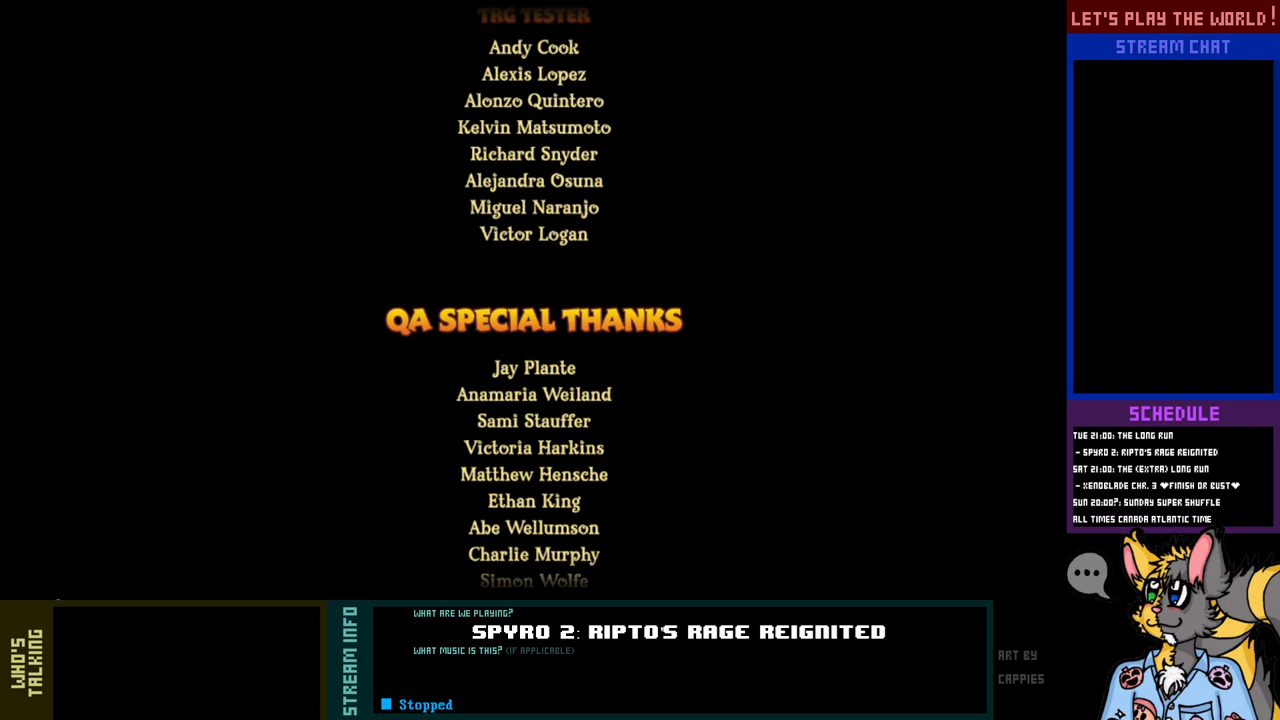 TRG TESTER
Andy Cook
Alexis Lopez
Alonzo Quintero
Kelvin Matsumoto
Richard Snyder
Alejandra Osuna
Miguel Naranjo
Victor Logan
QA SPECIAL THANKS
Jay Plante
Anamaria Weiland
Sami Stauffer
Victoria Harkins
Matthew Hensche
Ethan King
Abe Wellumson
Charlie Murphy
Simon Wolfe
LET'S PLAY THE WORLD!
STREAM CHAT
SCHEDULE
TUE 21:00: THE LONG RUN
- SPYRO 2: RIPTO'S RAGE REIGNITED
SAT 21:00: THE (EXTRA) LONG RUN
- XENOBLADE CHR. 3 ♥FINISH OR BUST♥
SUN 20:00?: SUNDAY SUPER SHUFFLE
ALL TIMES CANADA ATLANTIC TIME
...
WHO'S
TALKING
STREAM INFO
WHAT ARE WE PLAYING?
SPYRO 2: RIPTO'S RAGE REIGNITED
WHAT MUSIC IS THIS? (IF APPLICABLE)
Stopped
ART BY
CAPPIES